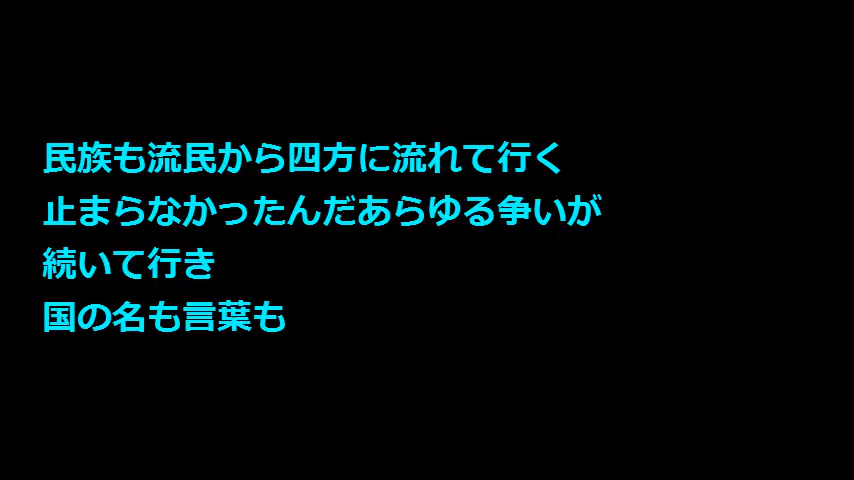 民族も流民から四方に流れて行く
止まらなかったんだあらゆる争いが
続いて行き
国の名も言葉も